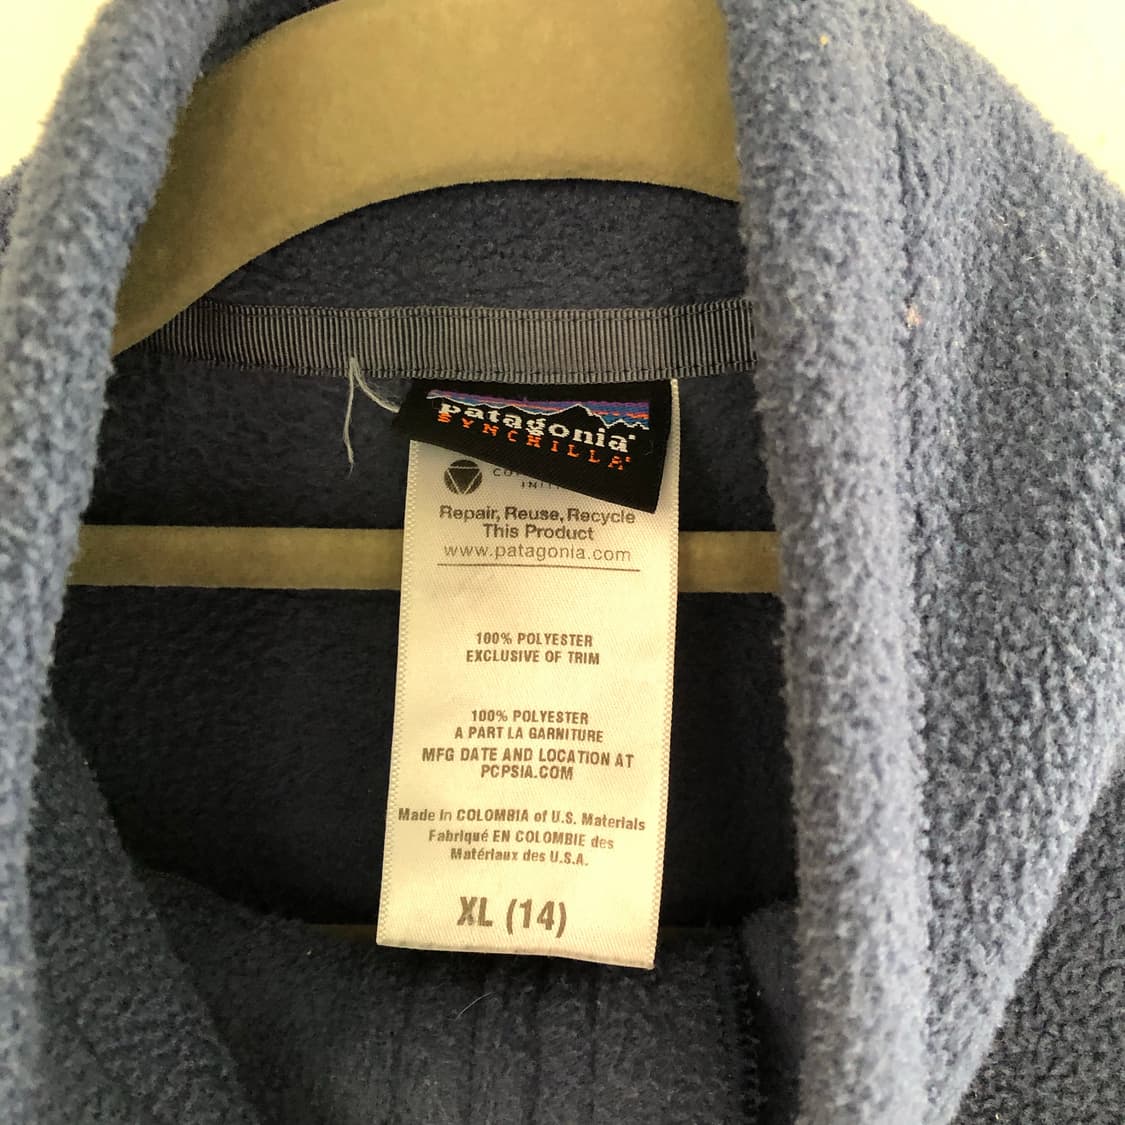 patagonia®
SYNCHILLA®
Repair, Reuse, Recycle
This Product
www.patagonia.com
100% POLYESTER
EXCLUSIVE OF TRIM
100% POLYESTER
A PART LA GARNITURE
MFG DATE AND LOCATION AT
PCPSIA.COM
Made in COLOMBIA of U.S. Materials
Fabriqué EN COLOMBIE des
Matériaux des U.S.A.
XL (14)